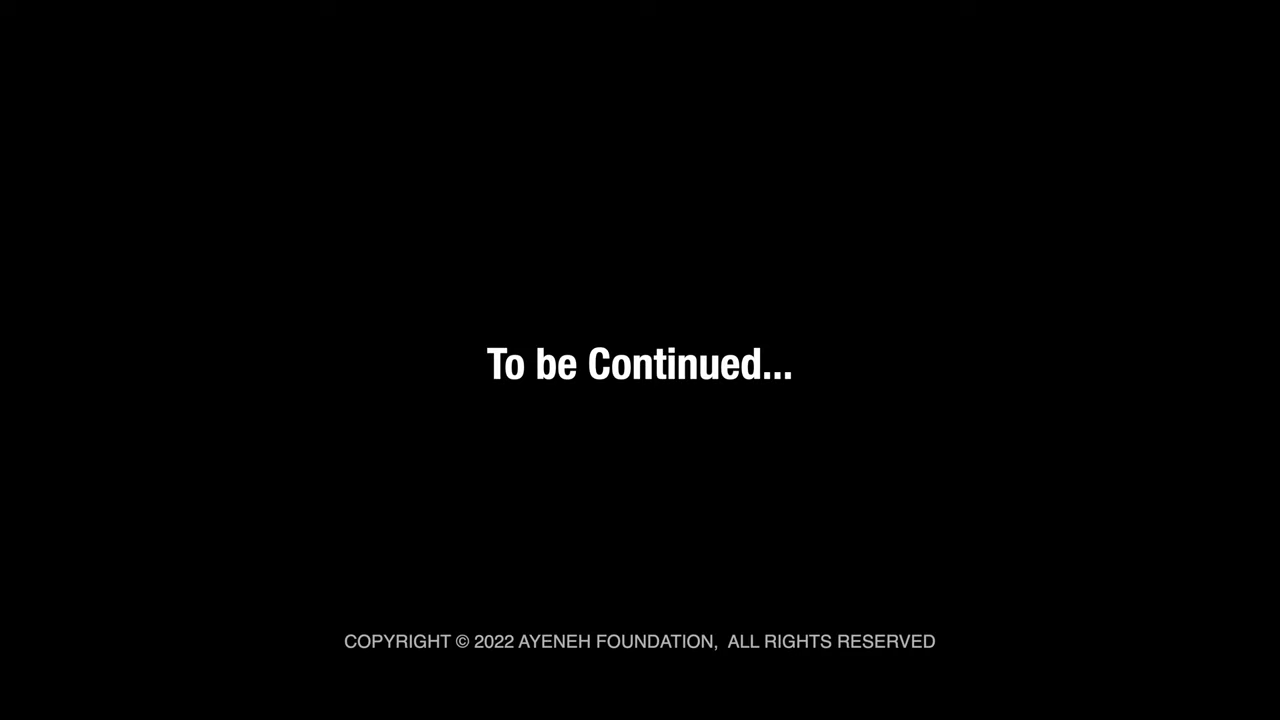 To be Continued...
COPYRIGHT © 2022 AYENEH FOUNDATION, ALL RIGHTS RESERVED